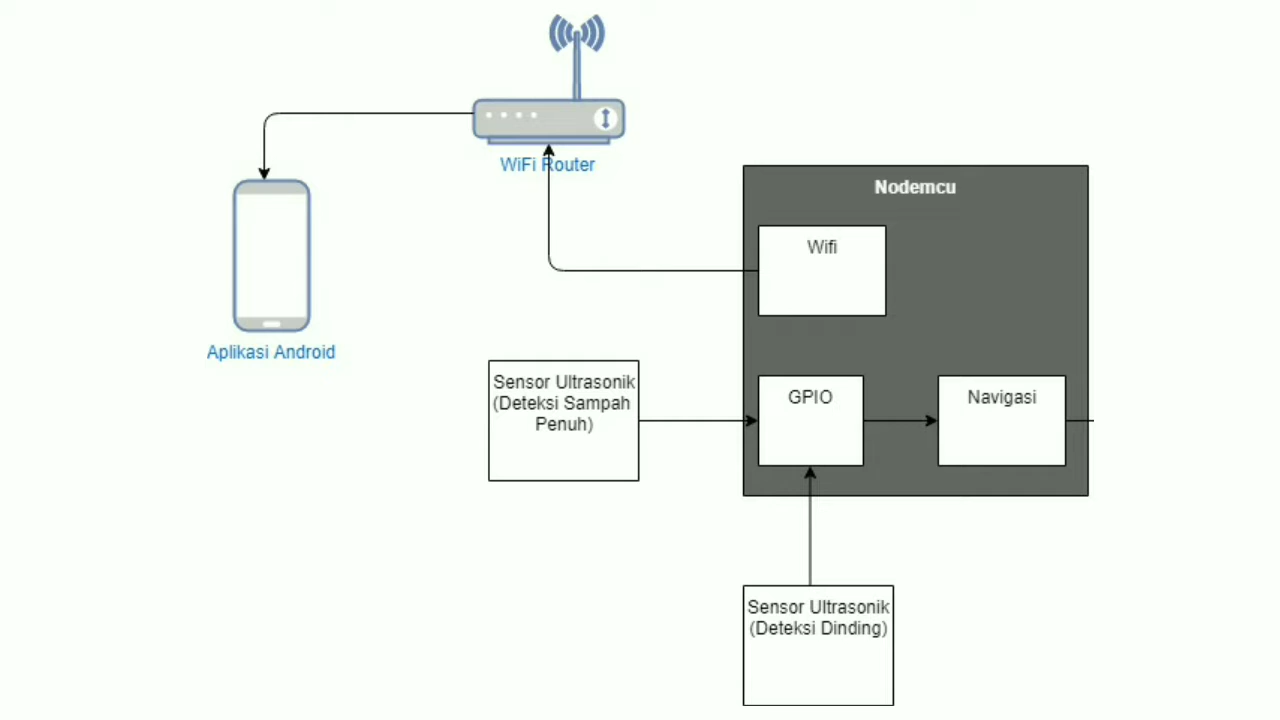 WiFi Router
Nodemcu
Wifi
Aplikasi Android
Sensor Ultrasonik
(Deteksi Sampah
Penuh)
GPIO
Navigasi
Sensor Ultrasonik
(Deteksi Dinding)